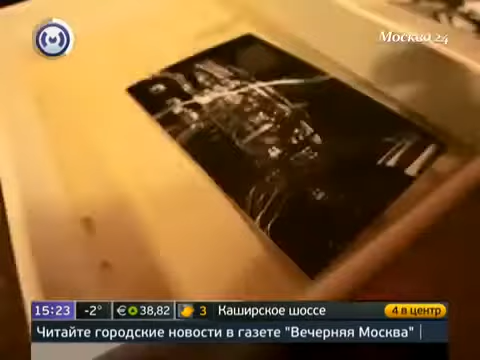 Москва 24
15:23 -2° € 38,82 3 Каширское шоссе 4 в центр
Читайте городские новости в газете "Вечерняя Москва"